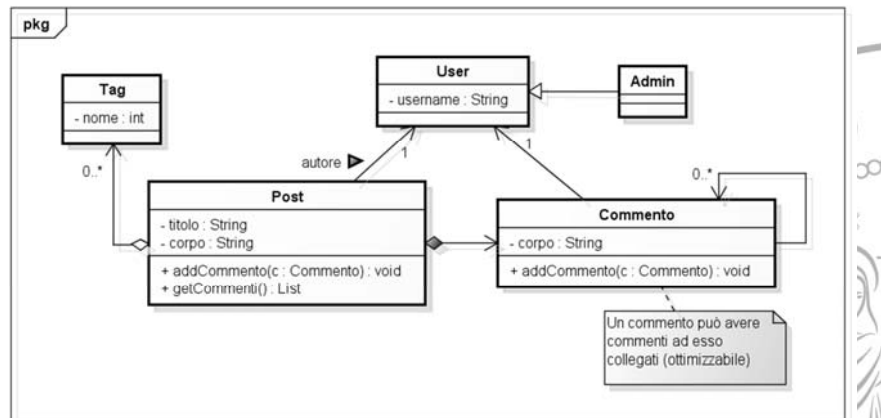 pkg
User
- username : String
Admin
Tag
- nome : int
0..*
autore
1
1
0..*
Post
- titolo : String
- corpo : String
+ addCommento(c : Commento) : void
+ getCommenti() : List
Commento
- corpo : String
+ addCommento(c : Commento) : void
Un commento può avere
commenti ad esso
collegati (ottimizzabile)